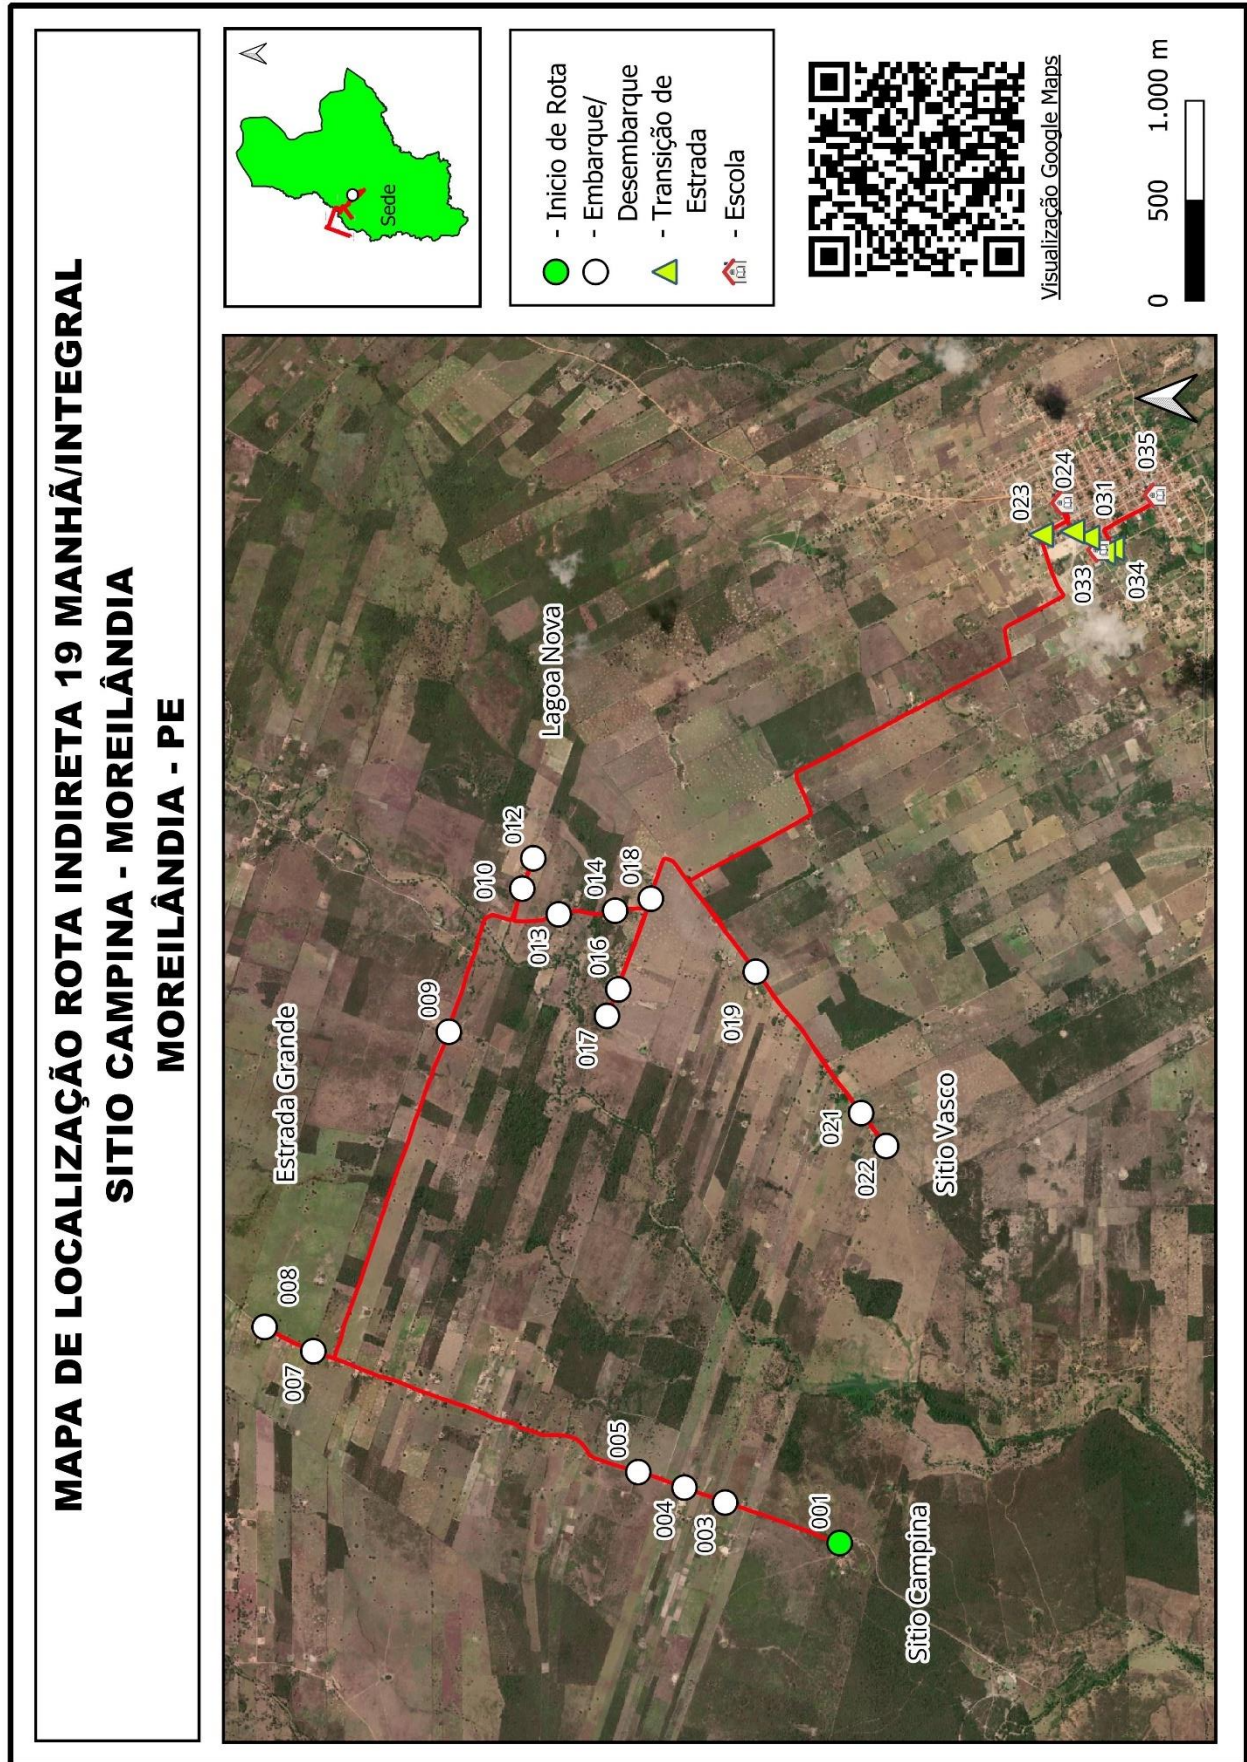 MAPA DE LOCALIZAÇÃO ROTA INDIRETA 19 MANHÃ/INTEGRAL
SITIO CAMPINA - MOREILÂNDIA
MOREILÂNDIA - PE
008
Estrada Grande
007
009
010
012
Lagoa Nova
013
014
018
016
017
005
004
003
001
Sitio Campina
019
021
022
Sitio Vasco
023
024
033
031
034
035
Sede
- Inicio de Rota
- Embarque/
Desembarque
- Transição de
Estrada
- Escola
Visualização Google Maps
0 500 1.000 m